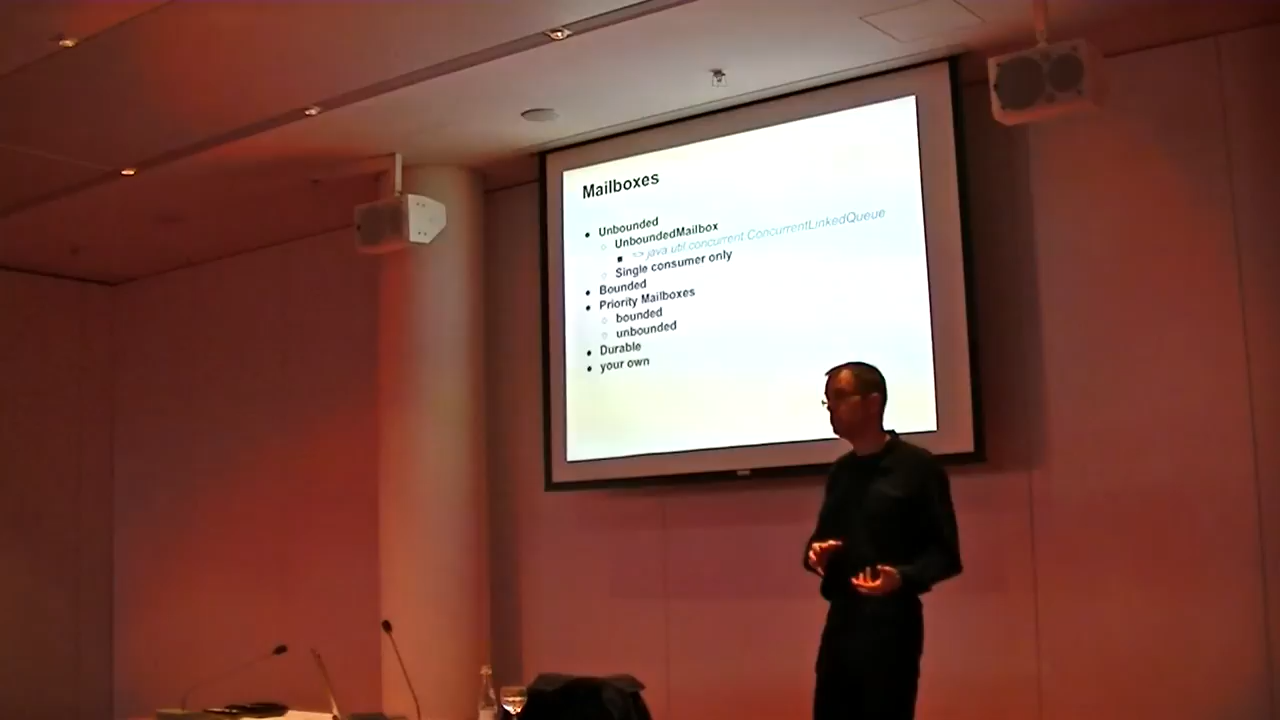 Mailboxes
Unbounded
UnboundedMailbox
=> java.util.concurrent.ConcurrentLinkedQueue
Single consumer only
Bounded
Priority Mailboxes
bounded
unbounded
Durable
your own